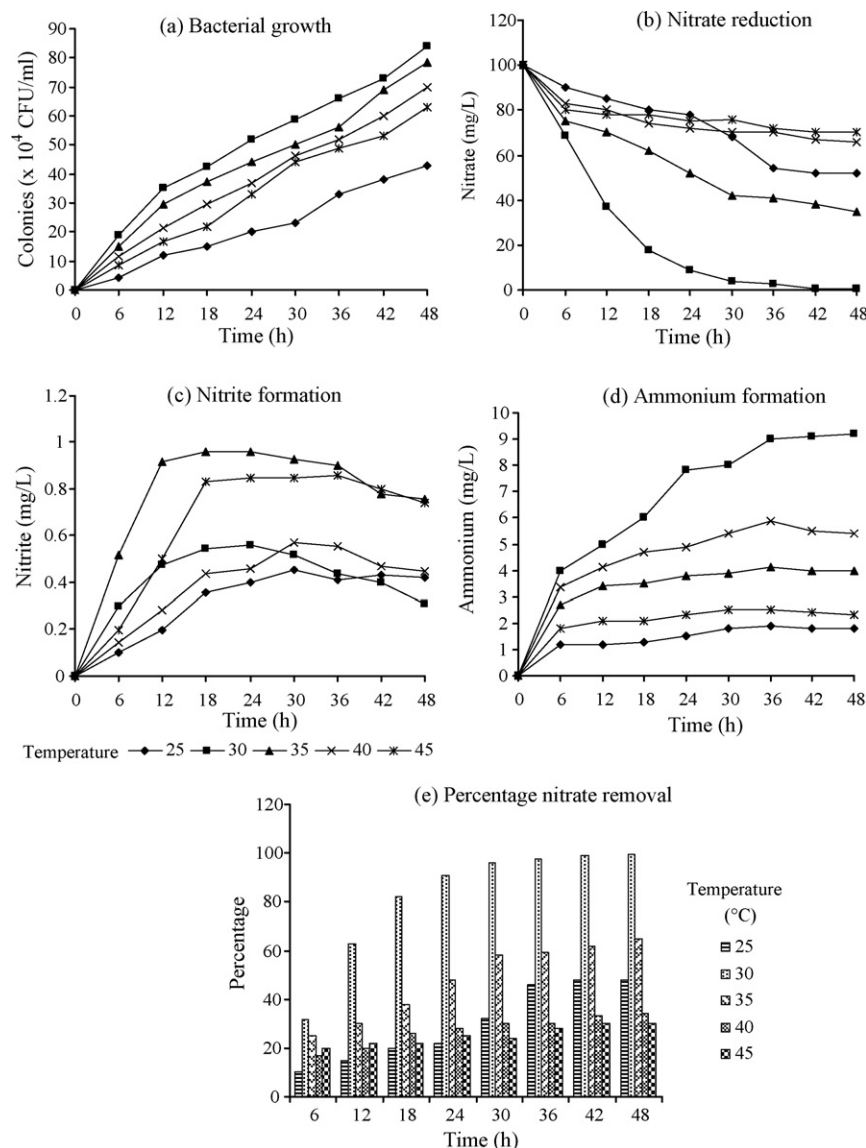 (a) Bacterial growth
90
80
70
60
50
40
30
20
10
0
Colonies (x 10⁴ CFU/ml)
0 6 12 18 24 30 36 42 48
Time (h)
(b) Nitrate reduction
120
100
80
60
40
20
0
Nitrate (mg/L)
0 6 12 18 24 30 36 42 48
Time (h)
(c) Nitrite formation
1.2
1
0.8
0.6
0.4
0.2
0
Nitrite (mg/L)
0 6 12 18 24 30 36 42 48
Time (h)
(d) Ammonium formation
10
9
8
7
6
5
4
3
2
1
0
Ammonium (mg/L)
0 6 12 18 24 30 36 42 48
Time (h)
Temperature 25 30 35 40 45
(e) Percentage nitrate removal
120
100
80
60
40
20
0
Percentage
6 12 18 24 30 36 42 48
Time (h)
Temperature
(°C)
25
30
35
40
45